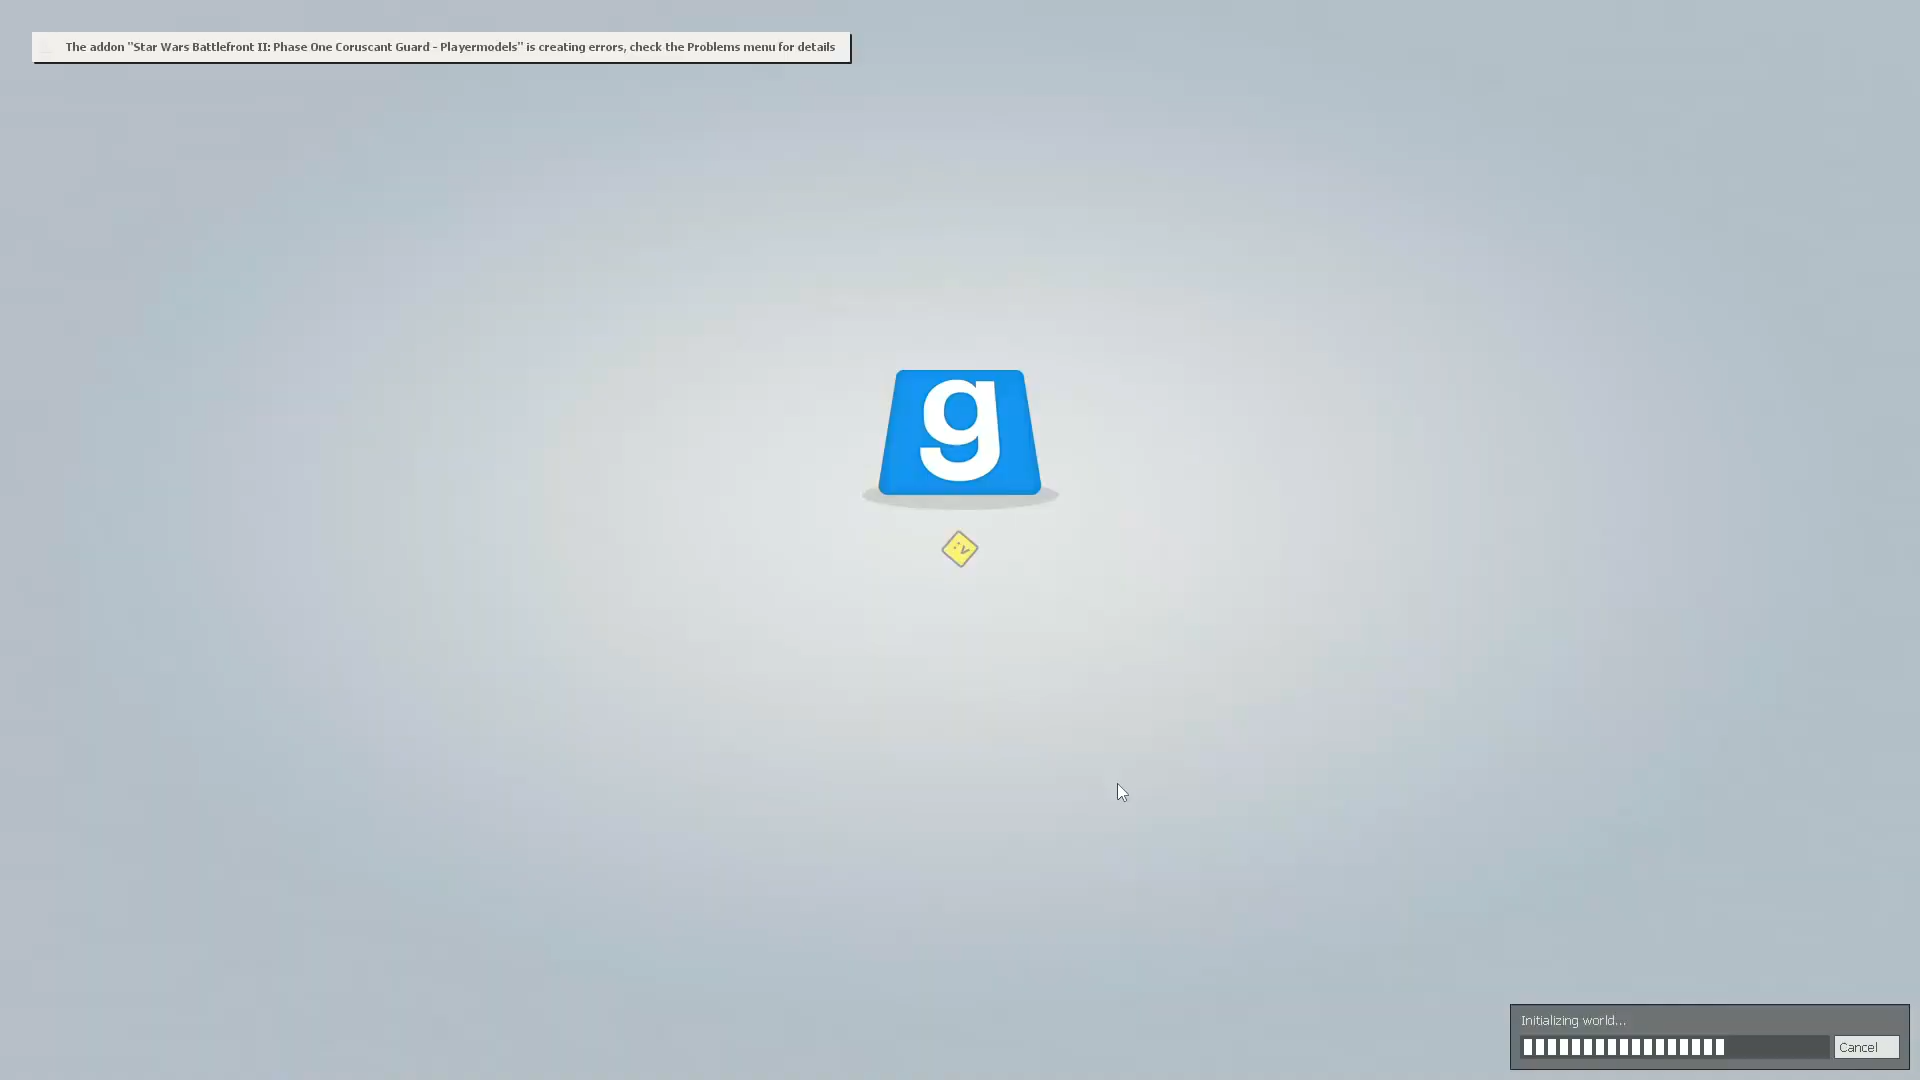 The addon "Star Wars Battlefront II: Phase One Coruscant Guard - Playermodels" is creating errors, check the Problems menu for details
g
:v
Initializing world...
Cancel